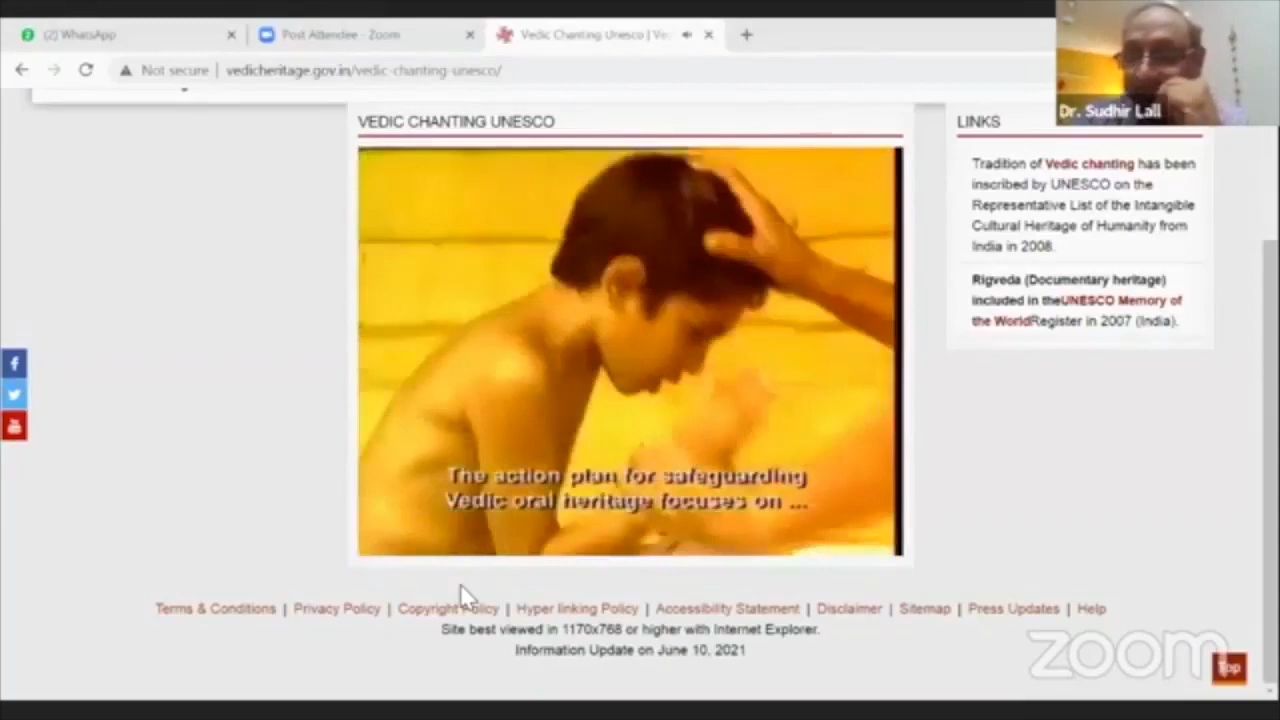 (2) WhatsApp
Post Attendee - Zoom
Vedic Chanting Unesco | Ve
Not secure | vedicheritage.gov.in/vedic-chanting-unesco/
Dr. Sudhir Lall
VEDIC CHANTING UNESCO
The action plan for safeguarding
Vedic oral heritage focuses on ...
LINKS
Tradition of Vedic chanting has been
inscribed by UNESCO on the
Representative List of the Intangible
Cultural Heritage of Humanity from
India in 2008.
Rigveda (Documentary heritage)
included in theUNESCO Memory of
the WorldRegister in 2007 (India).
Terms & Conditions | Privacy Policy | Copyright Policy | Hyper linking Policy | Accessibility Statement | Disclaimer | Sitemap | Press Updates | Help
Site best viewed in 1170x768 or higher with Internet Explorer.
Information Update on June 10, 2021
zoom
Top